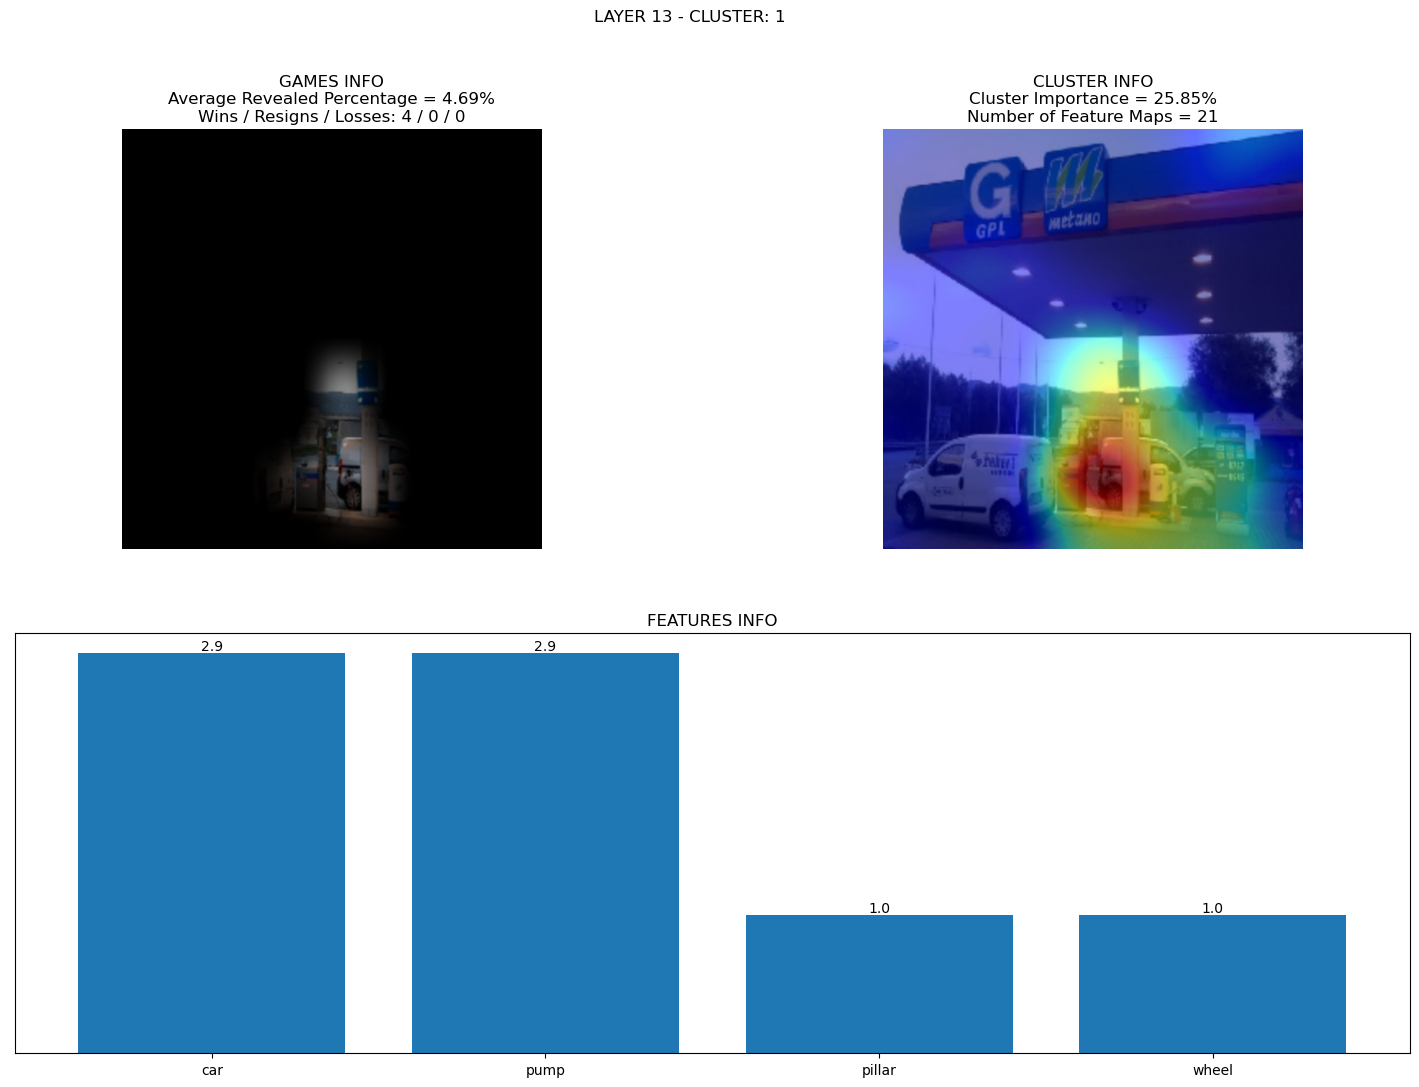 LAYER 13 - CLUSTER: 1
GAMES INFO
Average Revealed Percentage = 4.69%
Wins / Resigns / Losses: 4 / 0 / 0
CLUSTER INFO
Cluster Importance = 25.85%
Number of Feature Maps = 21
G
GPL
metano
FEATURES INFO
2.9
2.9
1.0
1.0
car
pump
pillar
wheel